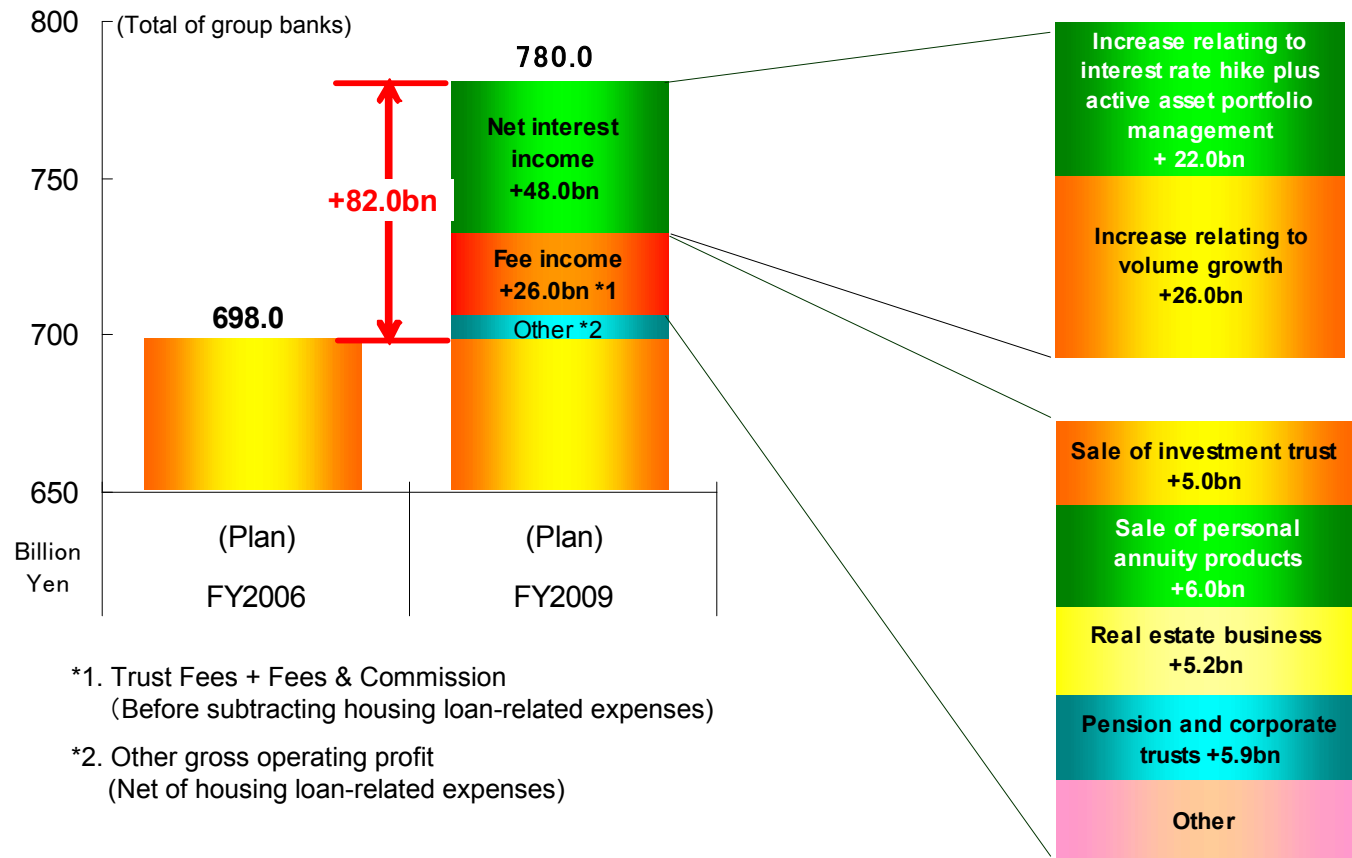 800
(Total of group banks)
750
700
650
Billion
Yen
698.0
+82.0bn
780.0
Net interest
income
+48.0bn
Fee income
+26.0bn *1
Other *2
(Plan)
FY2006
(Plan)
FY2009
Increase relating to
interest rate hike plus
active asset portfolio
management
+ 22.0bn
Increase relating to
volume growth
+26.0bn
Sale of investment trust
+5.0bn
Sale of personal
annuity products
+6.0bn
Real estate business
+5.2bn
Pension and corporate
trusts +5.9bn
Other
*1. Trust Fees + Fees & Commission
（Before subtracting housing loan-related expenses)
*2. Other gross operating profit
(Net of housing loan-related expenses)